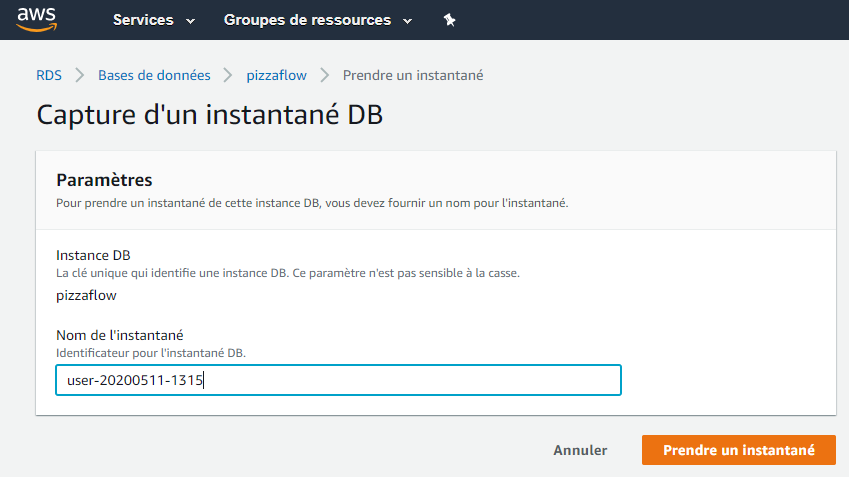 aws Services Groupes de ressources
RDS Bases de données pizzaflow Prendre un instantané
Capture d'un instantané DB
Paramètres
Pour prendre un instantané de cette instance DB, vous devez fournir un nom pour l'instantané.
Instance DB
La clé unique qui identifie une instance DB. Ce paramètre n'est pas sensible à la casse.
pizzaflow
Nom de l'instantané
Identificateur pour l'instantané DB.
user-20200511-1315
Annuler Prendre un instantané